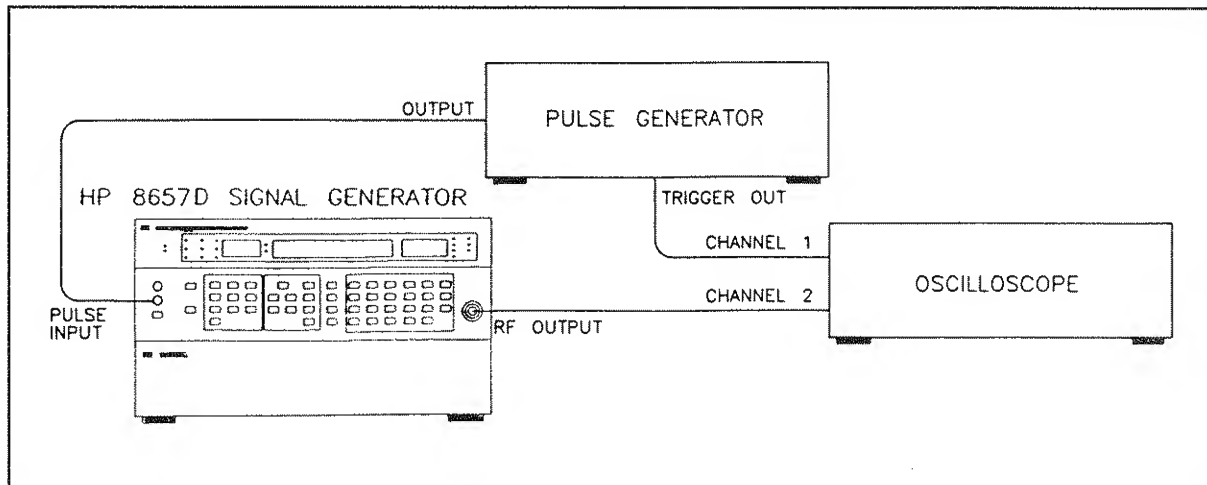 OUTPUT
PULSE GENERATOR
HP 8657D SIGNAL GENERATOR
TRIGGER OUT
CHANNEL 1
OSCILLOSCOPE
CHANNEL 2
PULSE
INPUT
RF OUTPUT